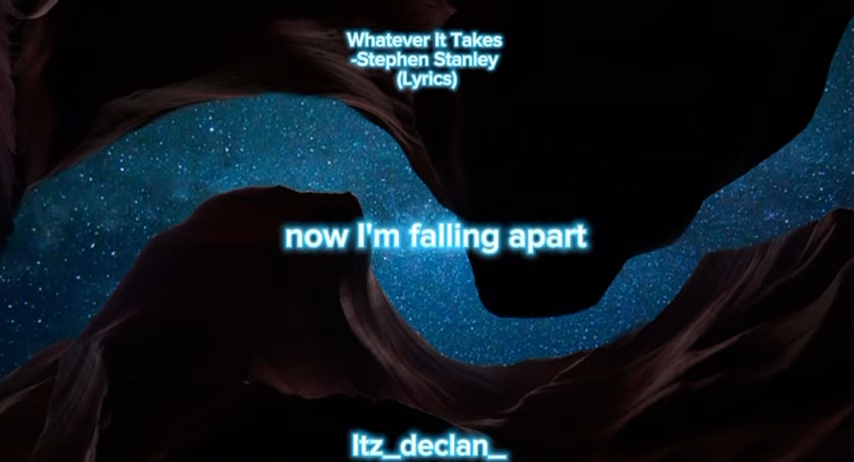 Whatever It Takes
-Stephen Stanley
(Lyrics)
now I'm falling apart
Itz_declan_